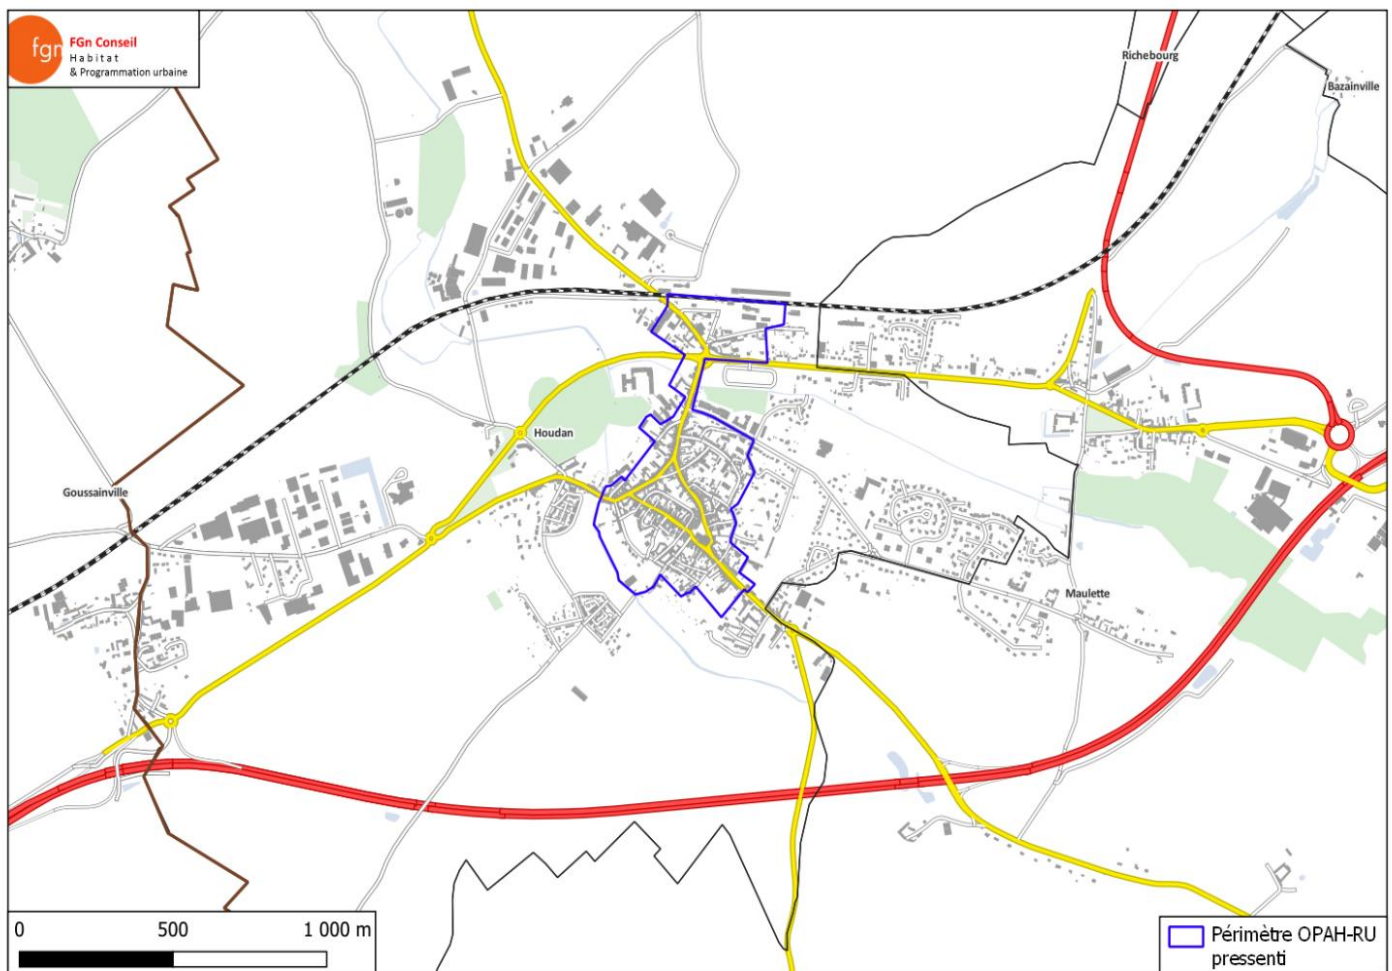 fgn
FGn Conseil
Habitat
& Programmation urbaine
Richebourg
Bazainville
Houdan
Goussainville
Maulette
0 500 1 000 m
Périmètre OPAH-RU
pressenti